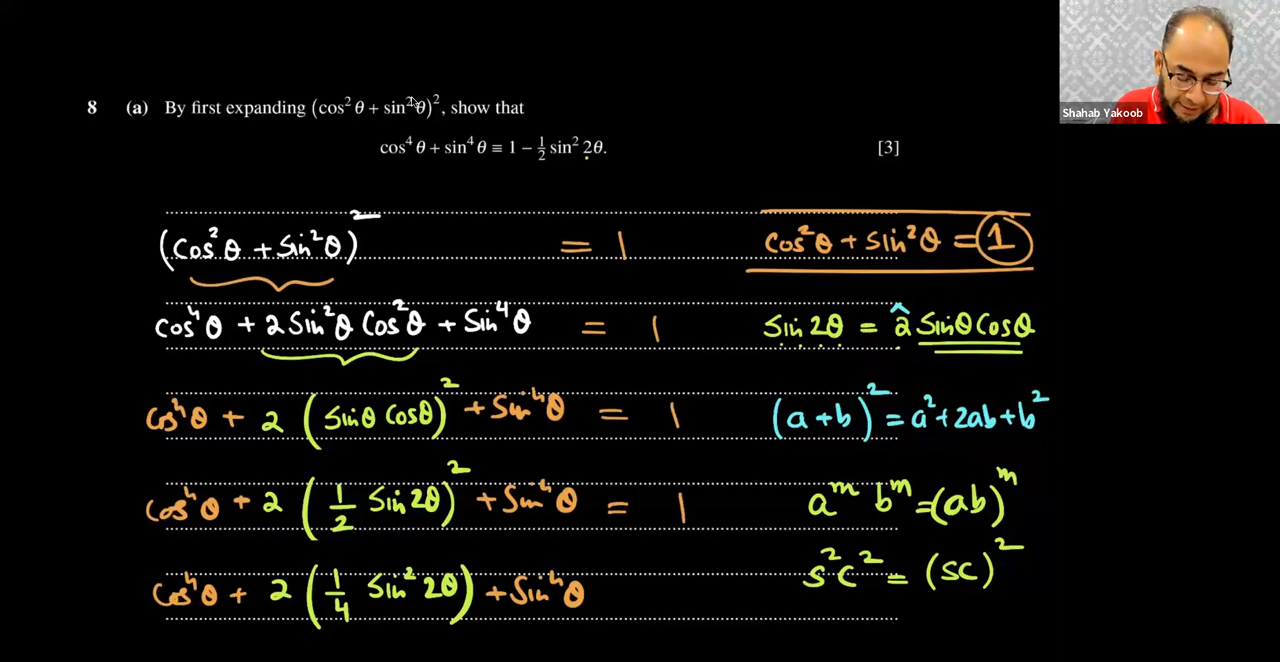 Shahab Yakoob
8 (a) By first expanding (cos² θ + sin² θ)², show that
cos⁴ θ + sin⁴ θ ≡ 1 − ½ sin² 2θ. [3]
(cos²θ + sin²θ)² = 1 cos²θ + sin²θ = 1
cos⁴θ + 2 sin²θ cos²θ + sin⁴θ = 1 sin 2θ = 2 sinθ cosθ
cos⁴θ + 2 (sinθ cosθ)² + sin⁴θ = 1 (a + b)² = a² + 2ab + b²
cos⁴θ + 2 (½ sin 2θ)² + sin⁴θ = 1 aᵐ bᵐ = (ab)ᵐ
cos⁴θ + 2 (¼ sin² 2θ) + sin⁴θ s²c² = (sc)²